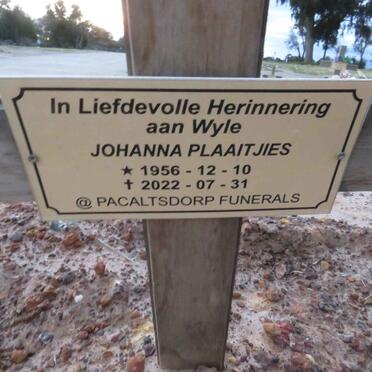 In Liefdevolle Herinnering
aan Wyle
JOHANNA PLAAITJIES
★ 1956 - 12 - 10
✝ 2022 - 07 - 31
@ PACALTSDORP FUNERALS